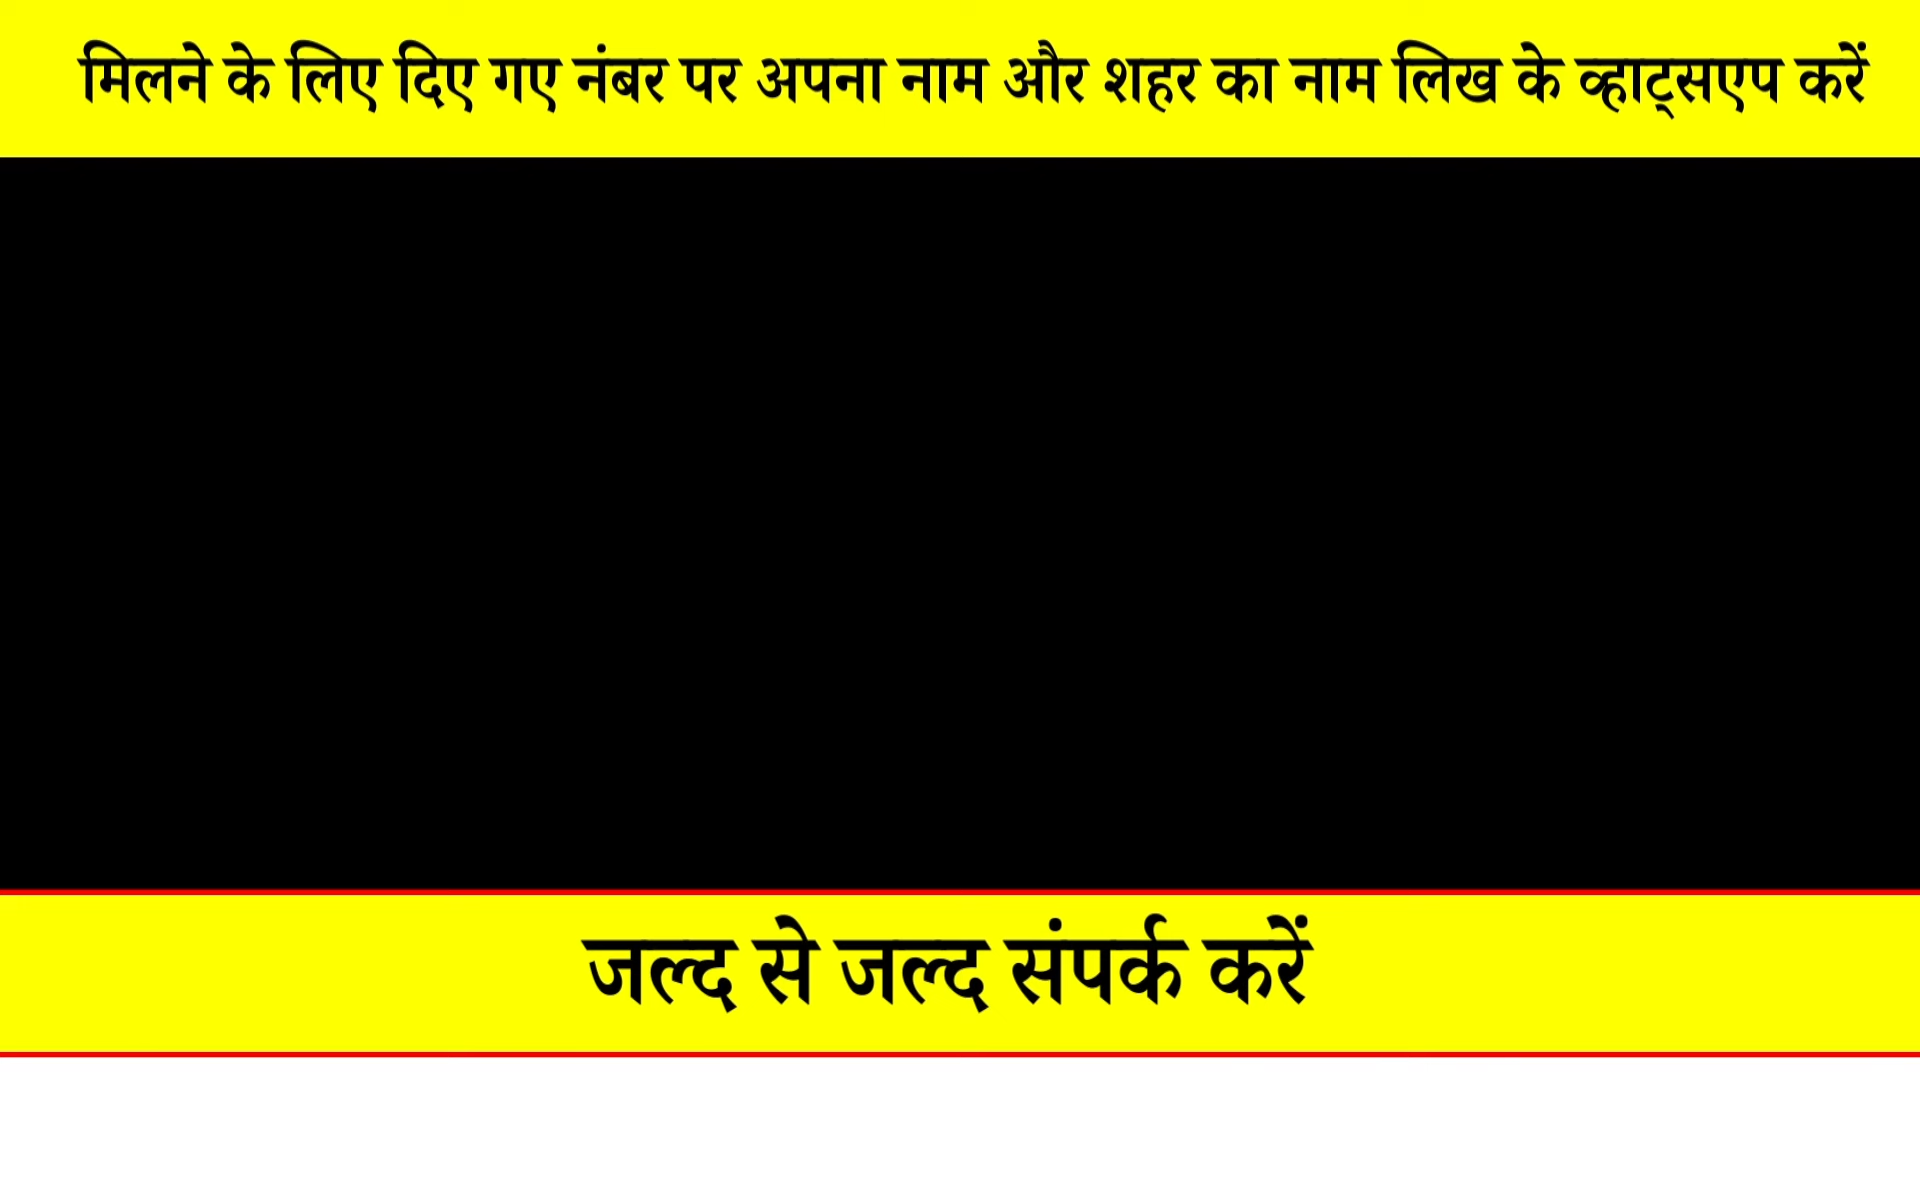 मिलने के लिए दिए गए नंबर पर अपना नाम और शहर का नाम लिख के व्हाट्सएप करें
जल्द से जल्द संपर्क करें